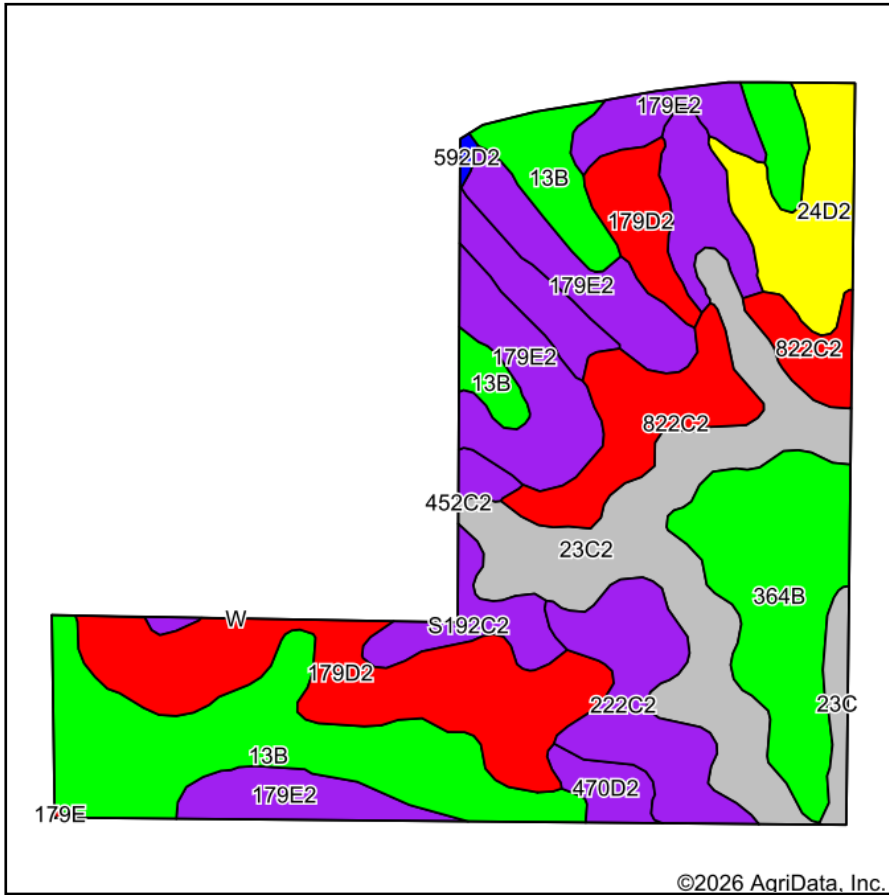 179E2
592D2
13B
24D2
179D2
179E2
822C2
179E2
13B
822C2
452C2
23C2
364B
W
S192C2
179D2
23C
222C2
13B
470D2
179E2
179E
©2026 AgriData, Inc.